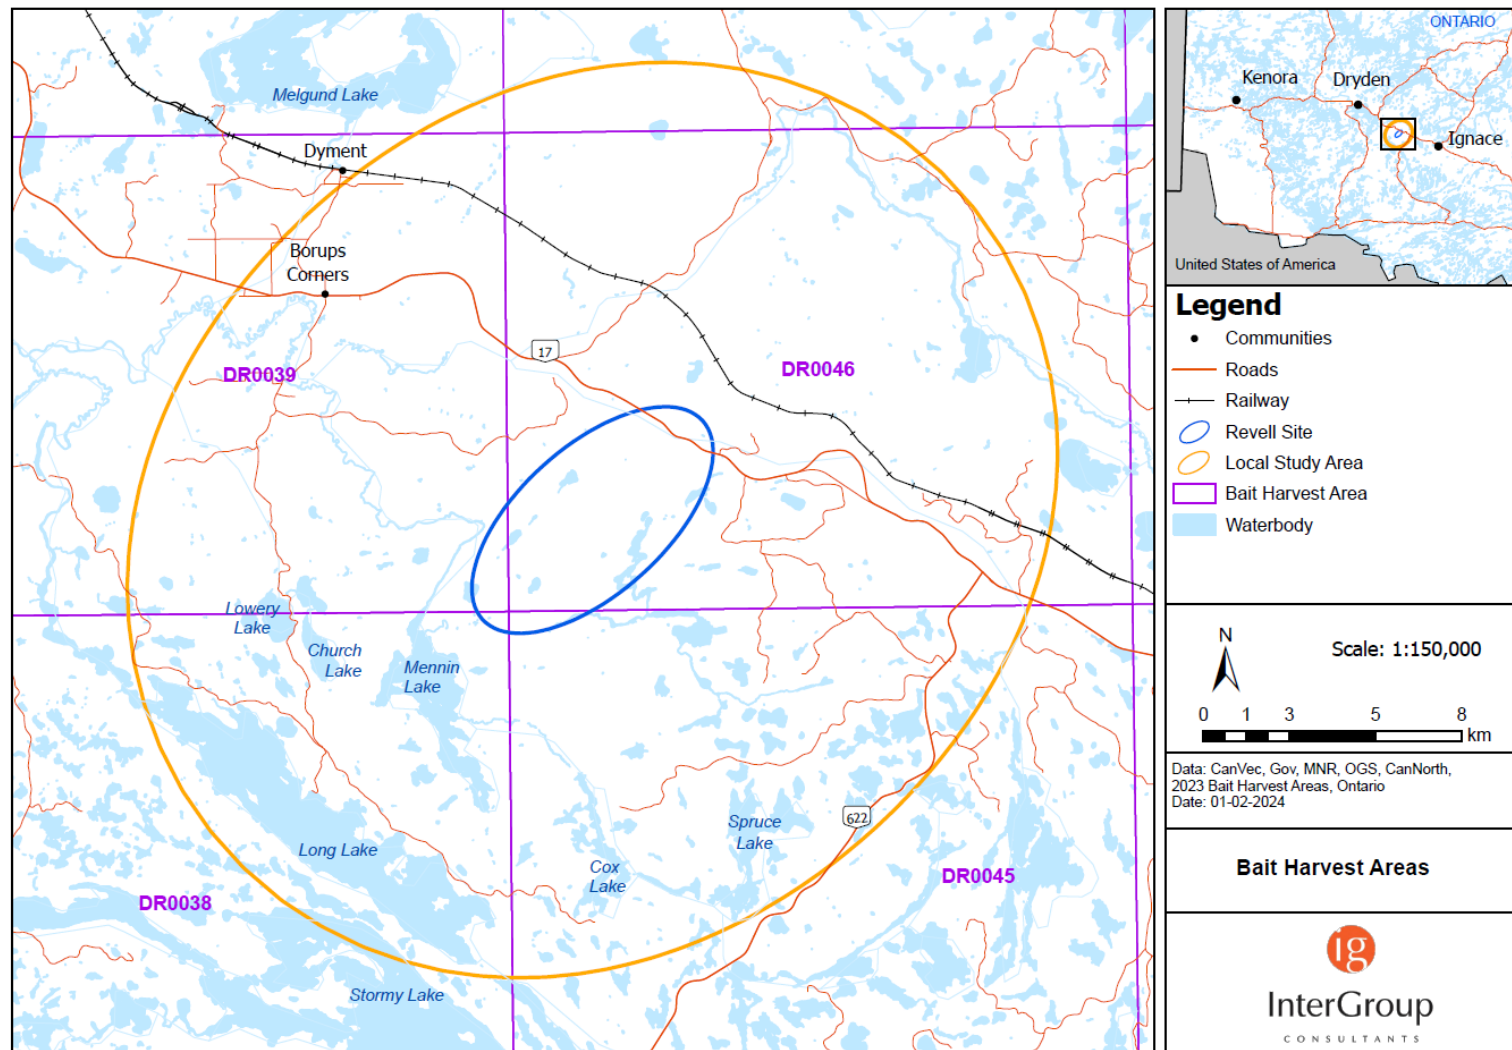 Melgund Lake
Dyment
Borups
Corners
DR0039
17
DR0046
Lowery
Lake
Church
Lake
Mennin
Lake
Long Lake
DR0038
Stormy Lake
Cox
Lake
Spruce
Lake
622
DR0045
ONTARIO
Kenora
Dryden
Ignace
United States of America
Legend
Communities
Roads
Railway
Revell Site
Local Study Area
Bait Harvest Area
Waterbody
N
Scale: 1:150,000
0 1 3 5 8
km
Data: CanVec, Gov, MNR, OGS, CanNorth,
2023 Bait Harvest Areas, Ontario
Date: 01-02-2024
Bait Harvest Areas
ig
InterGroup
CONSULTANTS